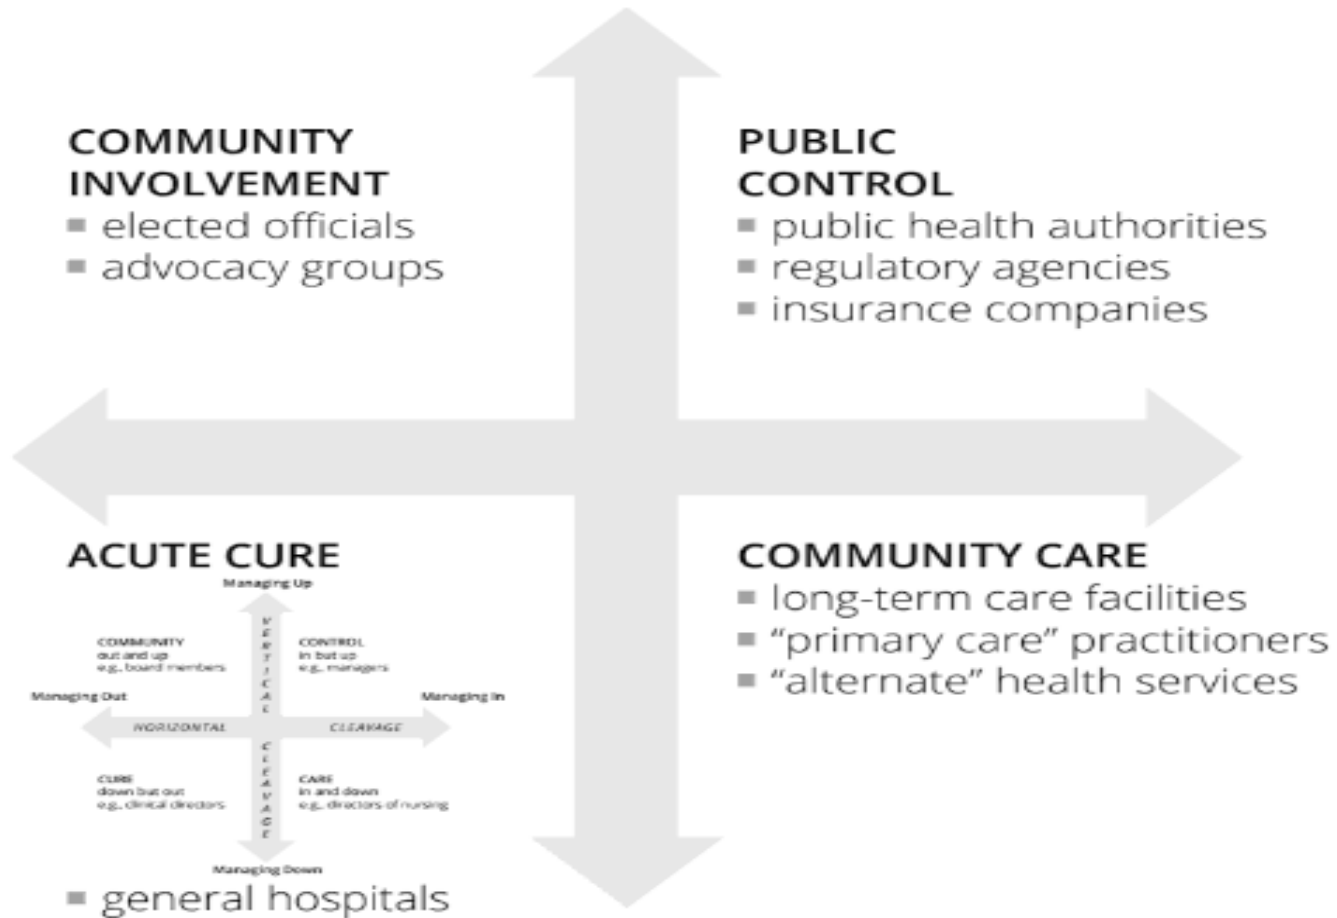 COMMUNITY
INVOLVEMENT
▪ elected officials
▪ advocacy groups
PUBLIC
CONTROL
▪ public health authorities
▪ regulatory agencies
▪ insurance companies
ACUTE CURE
Managing Up
COMMUNITY
out and up
e.g., board members
CONTROL
in but up
e.g., managers
VERTICAL
Managing Out
Managing In
HORIZONTAL
CLEAVAGE
CLEAVAGE
CURE
down but out
e.g., clinical directors
CARE
in and down
e.g., directors of nursing
Managing Down
▪ general hospitals
COMMUNITY CARE
▪ long-term care facilities
▪ “primary care” practitioners
▪ “alternate” health services